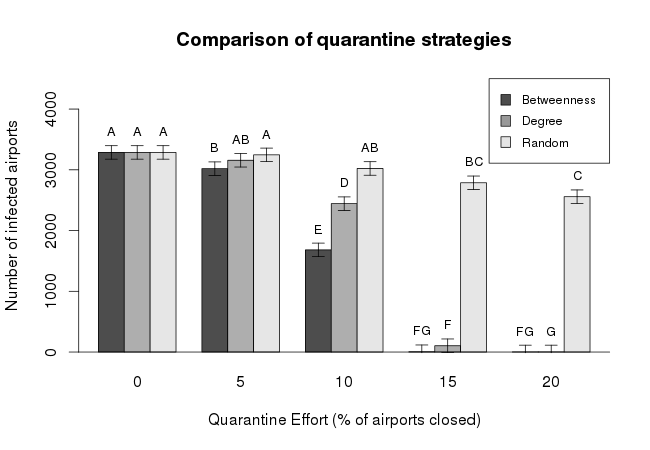 Comparison of quarantine strategies
Number of infected airports
4000
3000
2000
1000
0
Betweenness
Degree
Random
A A A
B AB A
E D AB
FG F BC
FG G C
0 5 10 15 20
Quarantine Effort (% of airports closed)